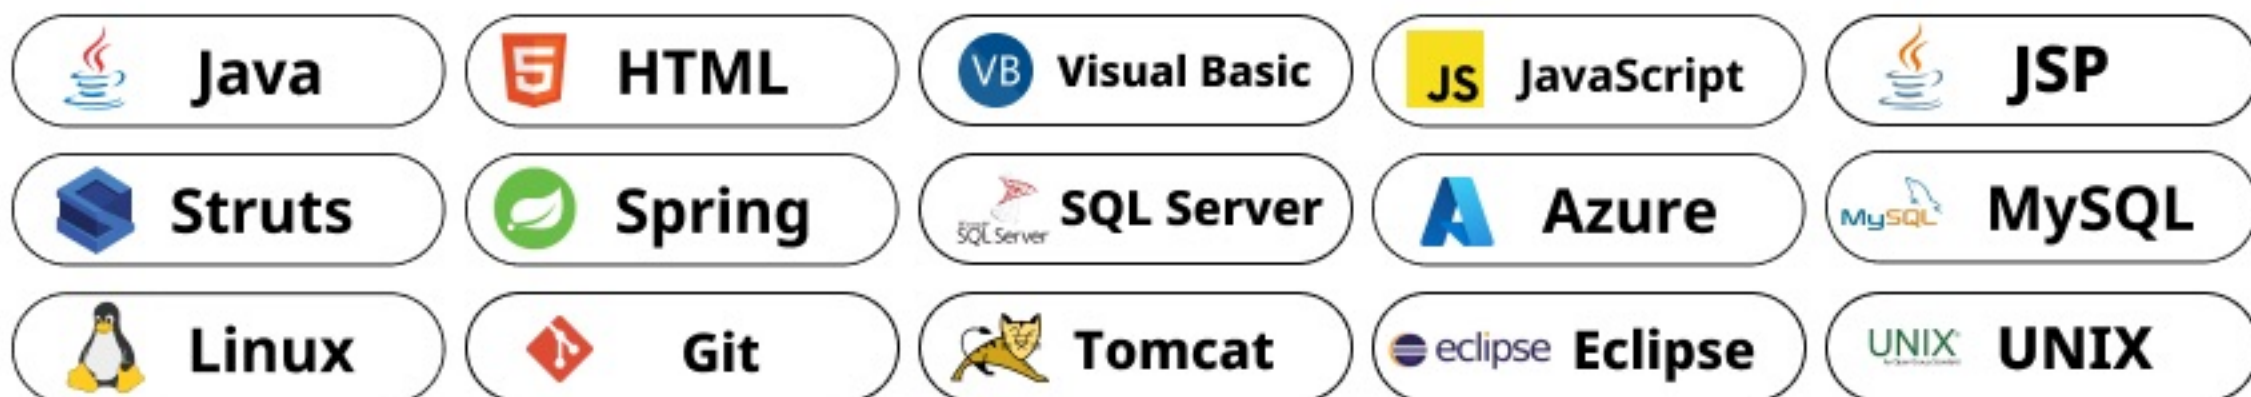 Java
5 HTML
VB Visual Basic
JS JavaScript
JSP
Struts
Spring
SQL Server SQL Server
Azure
MySQL MySQL
Linux
Git
Tomcat
eclipse Eclipse
UNIX UNIX